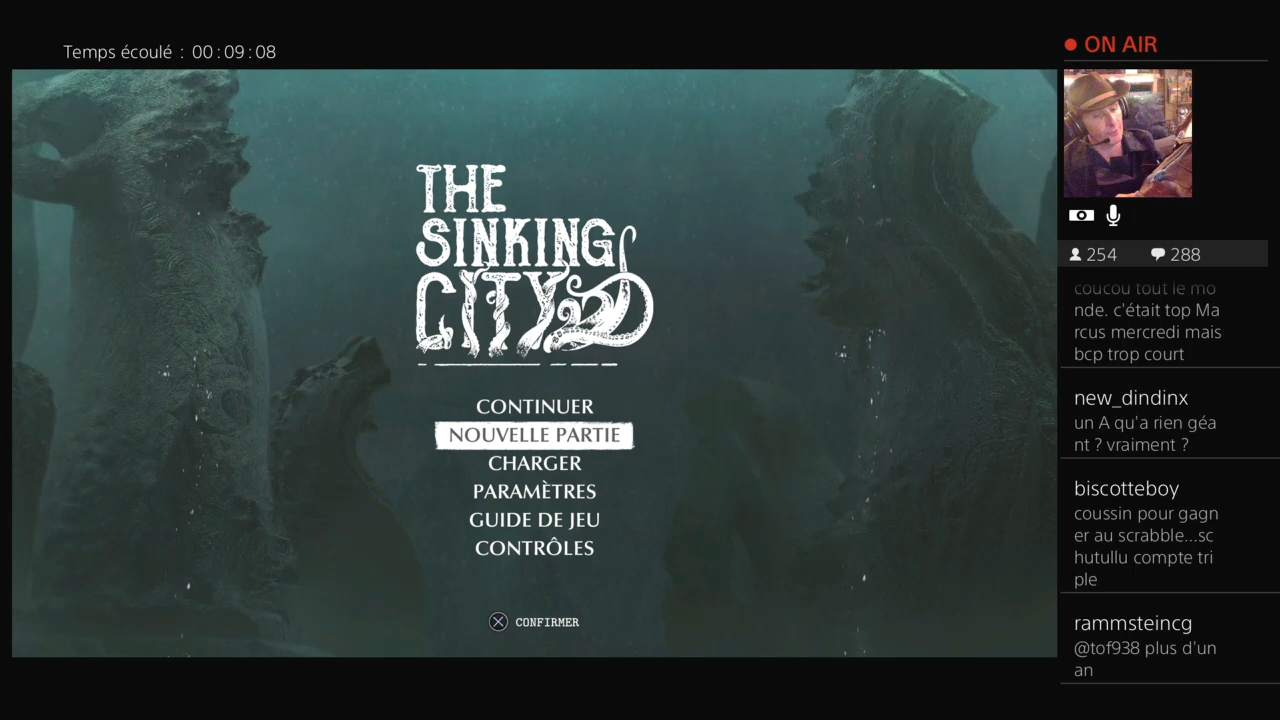 Temps écoulé : 00:09:08
ON AIR
THE
SINKING
CITY
CONTINUER
NOUVELLE PARTIE
CHARGER
PARAMÈTRES
GUIDE DE JEU
CONTRÔLES
CONFIRMER
254 288
coucou tout le mo
nde. c'était top Ma
rcus mercredi mais
bcp trop court
new_dindinx
un A qu'a rien géa
nt ? vraiment ?
biscotteboy
coussin pour gagn
er au scrabble...sc
hutullu compte tri
ple
rammsteincg
@tof938 plus d'un
an